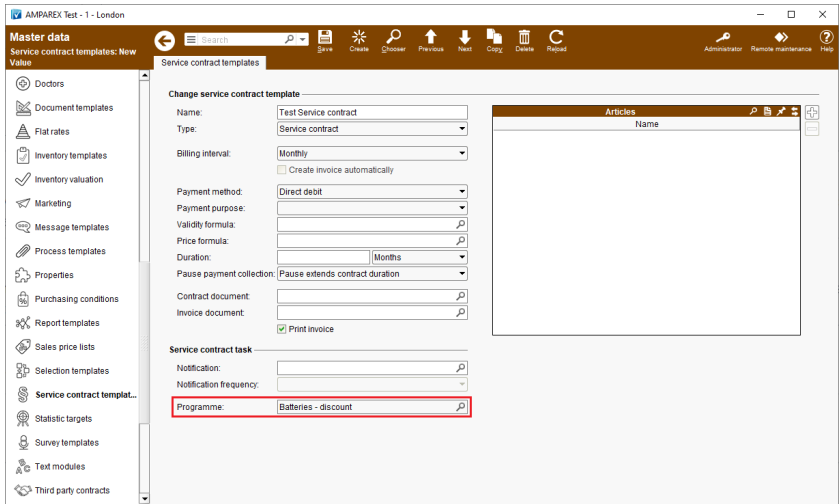 AMPAREX Test - 1 - London
Master data
Service contract templates: New Value
Search
Save
Create
Chooser
Previous
Next
Copy
Delete
Reload
Administrator
Remote maintenance
Help
Service contract templates
Doctors
Document templates
Flat rates
Inventory templates
Inventory valuation
Marketing
Message templates
Process templates
Properties
Purchasing conditions
Report templates
Sales price lists
Selection templates
Service contract templat...
Statistic targets
Survey templates
Text modules
Third party contracts
Change service contract template
Name: Test Service contract
Type: Service contract
Billing interval: Monthly
Create invoice automatically
Payment method: Direct debit
Payment purpose:
Validity formula:
Price formula:
Duration: Months
Pause payment collection: Pause extends contract duration
Contract document:
Invoice document:
Print invoice
Service contract task
Notification:
Notification frequency:
Programme: Batteries - discount
Articles
Name